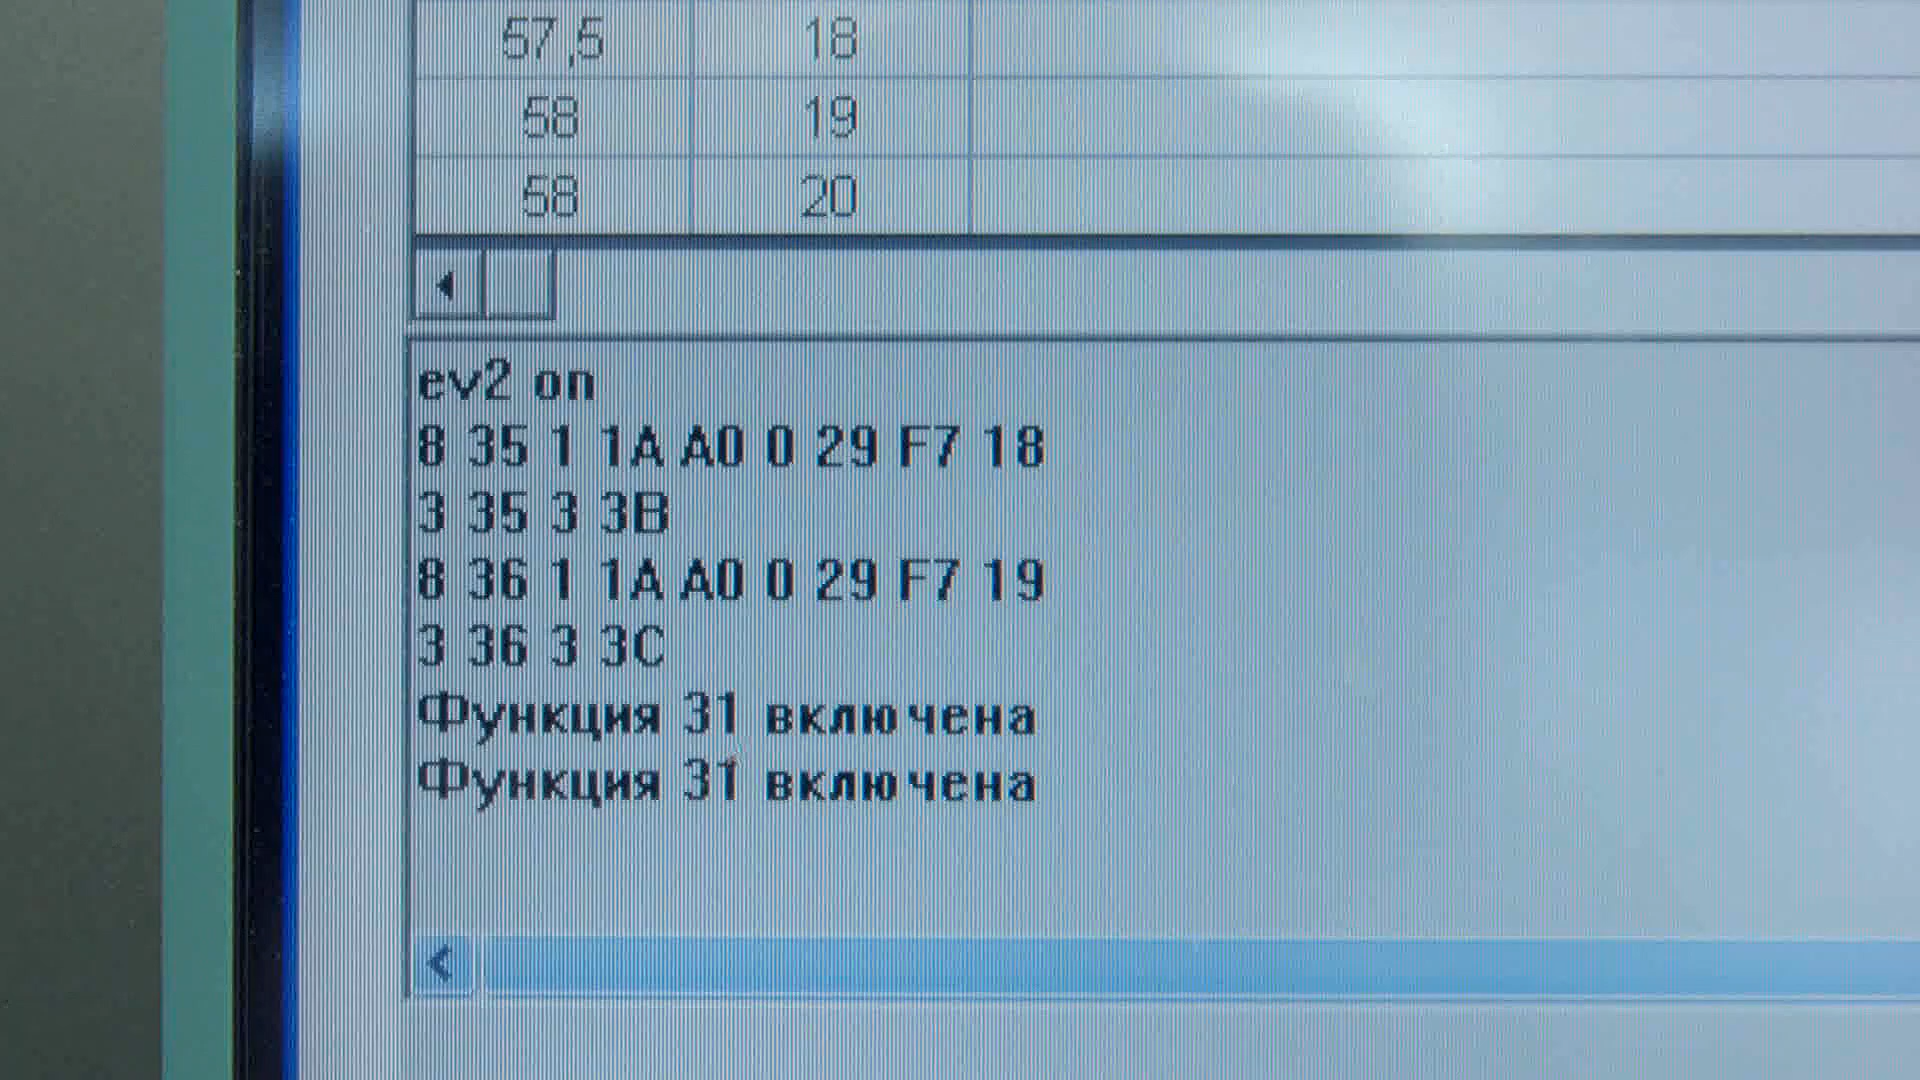 57,5 18
58 19
58 20
ev2 on
8 35 1 1A A0 0 29 F7 18
3 35 3 3B
8 36 1 1A A0 0 29 F7 19
3 36 3 3C
Функция 31 включена
Функция 31 включена